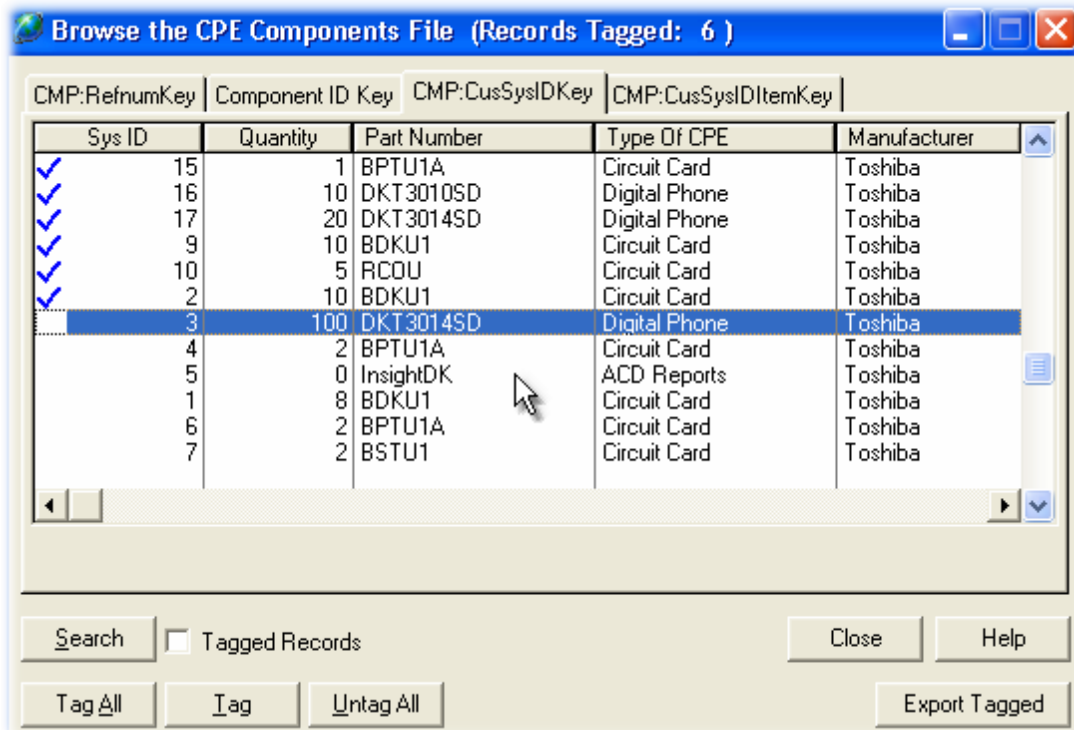 Browse the CPE Components File (Records Tagged: 6 )
CMP:RefnumKey Component ID Key CMP:CusSysIDKey CMP:CusSysIDItemKey
Sys ID Quantity Part Number Type Of CPE Manufacturer
15 1 BPTU1A Circuit Card Toshiba
16 10 DKT3010SD Digital Phone Toshiba
17 20 DKT3014SD Digital Phone Toshiba
9 10 BDKU1 Circuit Card Toshiba
10 5 RCOU Circuit Card Toshiba
2 10 BDKU1 Circuit Card Toshiba
3 100 DKT3014SD Digital Phone Toshiba
4 2 BPTU1A Circuit Card Toshiba
5 0 InsightDK ACD Reports Toshiba
1 8 BDKU1 Circuit Card Toshiba
6 2 BPTU1A Circuit Card Toshiba
7 2 BSTU1 Circuit Card Toshiba
Search Tagged Records Close Help
Tag All Tag Untag All Export Tagged